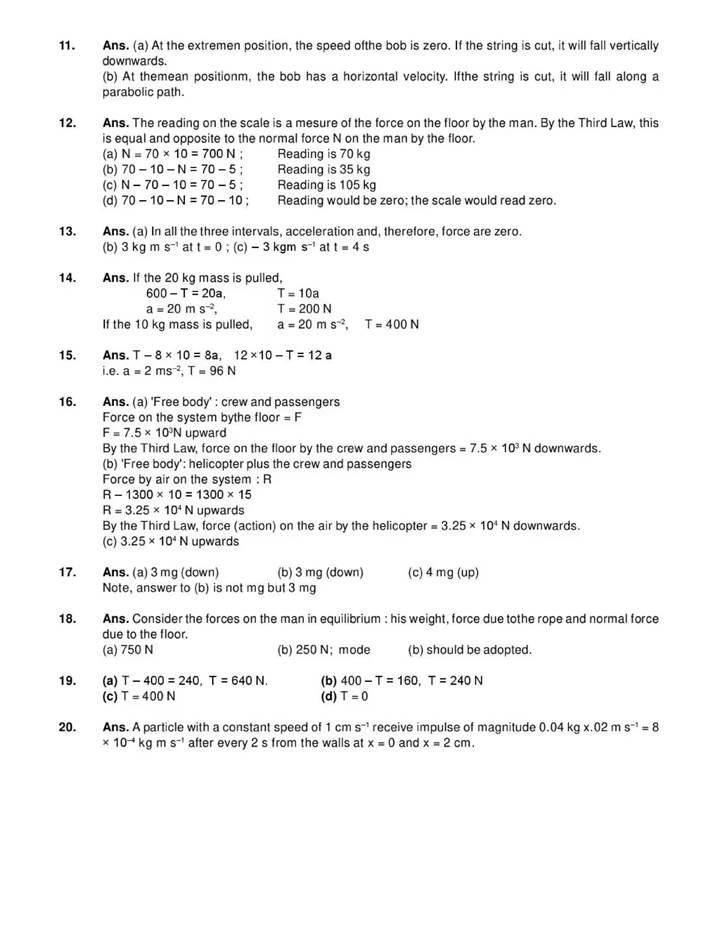 11. Ans. (a) At the extremen position, the speed ofthe bob is zero. If the string is cut, it will fall vertically
downwards.
(b) At themean positionm, the bob has a horizontal velocity. Ifthe string is cut, it will fall along a
parabolic path.
12. Ans. The reading on the scale is a mesure of the force on the floor by the man. By the Third Law, this
is equal and opposite to the normal force N on the man by the floor.
(a) N = 70 × 10 = 700 N ; Reading is 70 kg
(b) 70 – 10 – N = 70 – 5 ; Reading is 35 kg
(c) N – 70 – 10 = 70 – 5 ; Reading is 105 kg
(d) 70 – 10 – N = 70 – 10 ; Reading would be zero; the scale would read zero.
13. Ans. (a) In all the three intervals, acceleration and, therefore, force are zero.
(b) 3 kg m s⁻¹ at t = 0 ; (c) – 3 kgm s⁻¹ at t = 4 s
14. Ans. If the 20 kg mass is pulled,
600 – T = 20a, T = 10a
a = 20 m s⁻², T = 200 N
If the 10 kg mass is pulled, a = 20 m s⁻², T = 400 N
15. Ans. T – 8 × 10 = 8a, 12 ×10 – T = 12 a
i.e. a = 2 ms⁻², T = 96 N
16. Ans. (a) 'Free body' : crew and passengers
Force on the system bythe floor = F
F = 7.5 × 10³N upward
By the Third Law, force on the floor by the crew and passengers = 7.5 × 10³ N downwards.
(b) 'Free body': helicopter plus the crew and passengers
Force by air on the system : R
R – 1300 × 10 = 1300 × 15
R = 3.25 × 10⁴ N upwards
By the Third Law, force (action) on the air by the helicopter = 3.25 × 10⁴ N downwards.
(c) 3.25 × 10⁴ N upwards
17. Ans. (a) 3 mg (down) (b) 3 mg (down) (c) 4 mg (up)
Note, answer to (b) is not mg but 3 mg
18. Ans. Consider the forces on the man in equilibrium : his weight, force due tothe rope and normal force
due to the floor.
(a) 750 N (b) 250 N; mode (b) should be adopted.
19. (a) T – 400 = 240, T = 640 N. (b) 400 – T = 160, T = 240 N
(c) T = 400 N (d) T = 0
20. Ans. A particle with a constant speed of 1 cm s⁻¹ receive impulse of magnitude 0.04 kg x.02 m s⁻¹ = 8
× 10⁻⁴ kg m s⁻¹ after every 2 s from the walls at x = 0 and x = 2 cm.